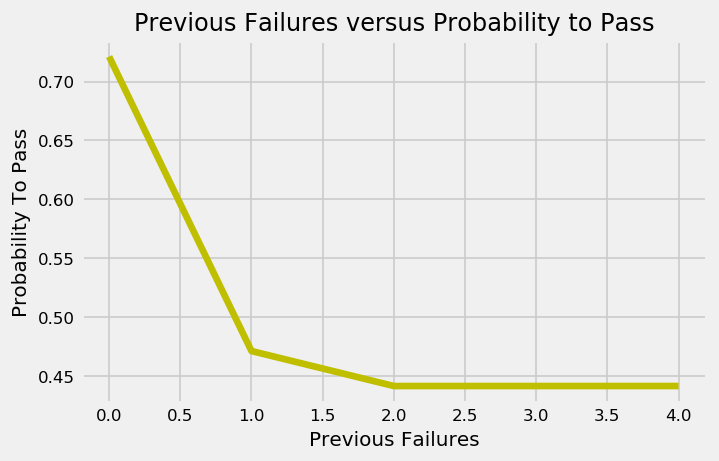 Previous Failures versus Probability to Pass
Probability To Pass
0.70
0.65
0.60
0.55
0.50
0.45
0.0 0.5 1.0 1.5 2.0 2.5 3.0 3.5 4.0
Previous Failures